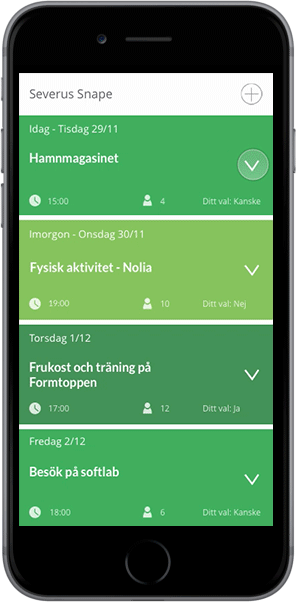 Severus Snape
Idag - Tisdag 29/11
Hamnmagasinet
15:00 4 Ditt val: Kanske
Imorgon - Onsdag 30/11
Fysisk aktivitet - Nolia
19:00 10 Ditt val: Nej
Torsdag 1/12
Frukost och träning på
Formtoppen
17:00 12 Ditt val: Ja
Fredag 2/12
Besök på softlab
18:00 6 Ditt val: Kanske